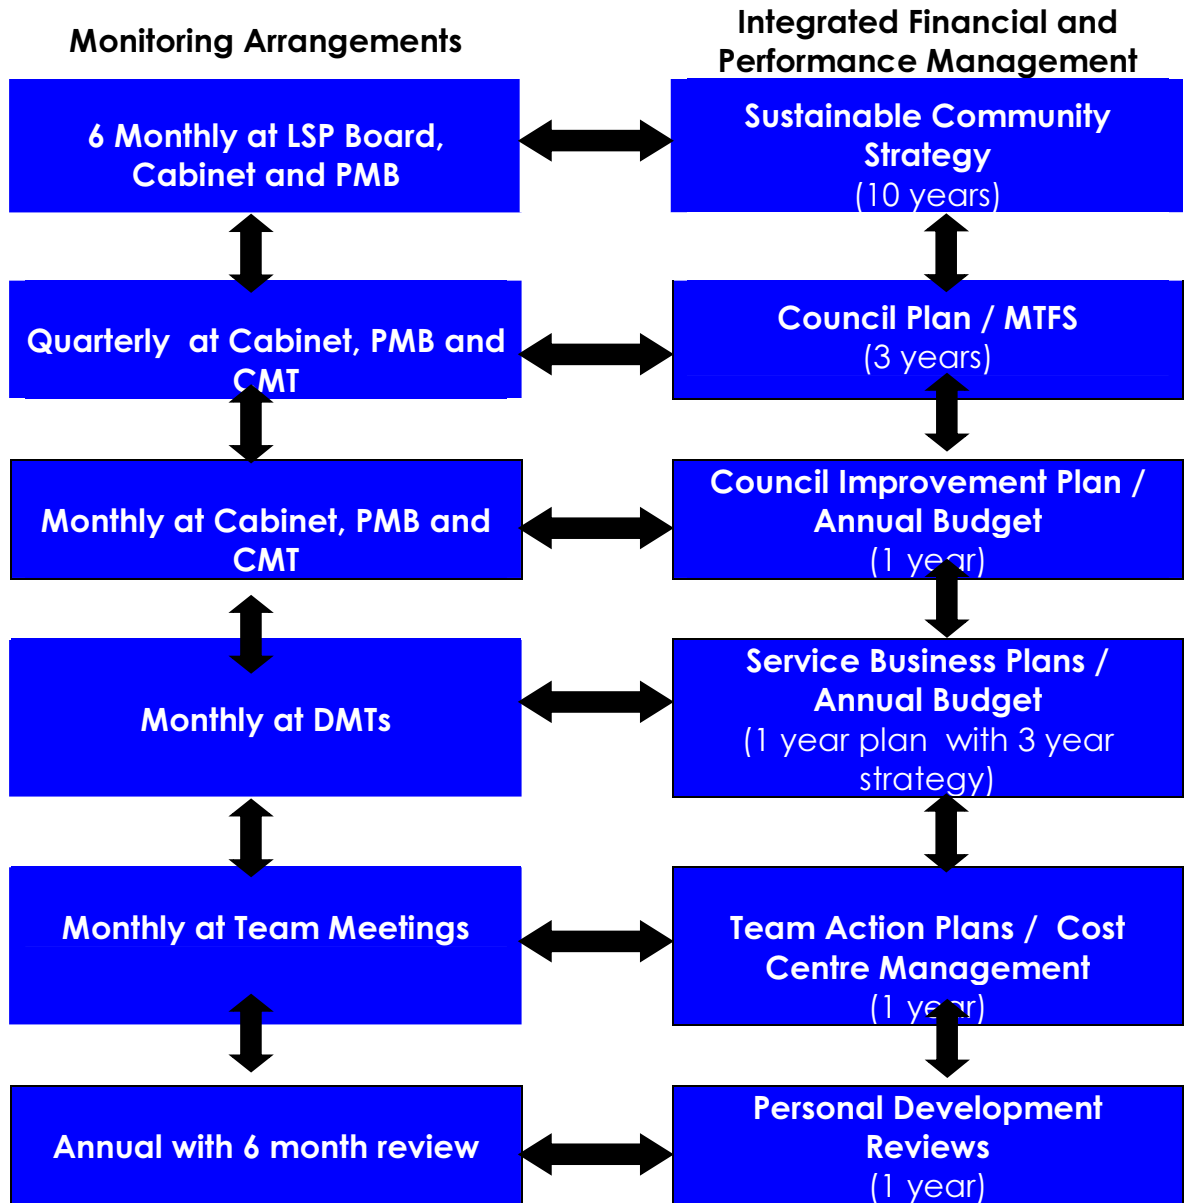 Monitoring Arrangements
Integrated Financial and
Performance Management
6 Monthly at LSP Board,
Cabinet and PMB
Sustainable Community
Strategy
(10 years)
Quarterly at Cabinet, PMB and
CMT
Council Plan / MTFS
(3 years)
Monthly at Cabinet, PMB and
CMT
Council Improvement Plan /
Annual Budget
(1 year)
Monthly at DMTs
Service Business Plans /
Annual Budget
(1 year plan with 3 year
strategy)
Monthly at Team Meetings
Team Action Plans / Cost
Centre Management
(1 year)
Annual with 6 month review
Personal Development
Reviews
(1 year)